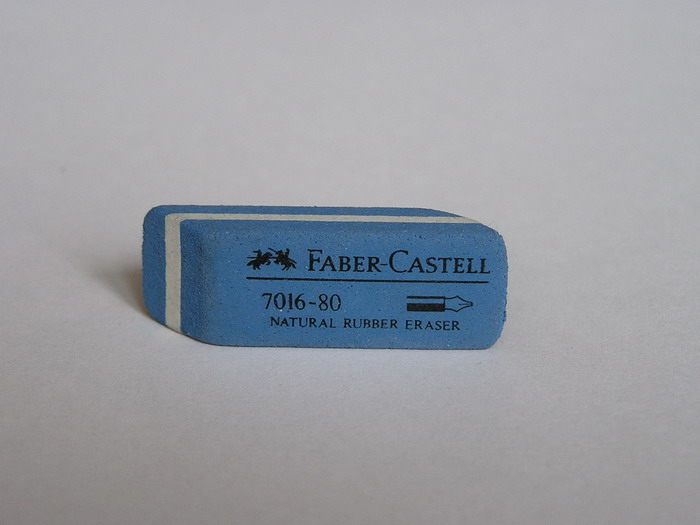 FABER-CASTELL
7016-80
NATURAL RUBBER ERASER